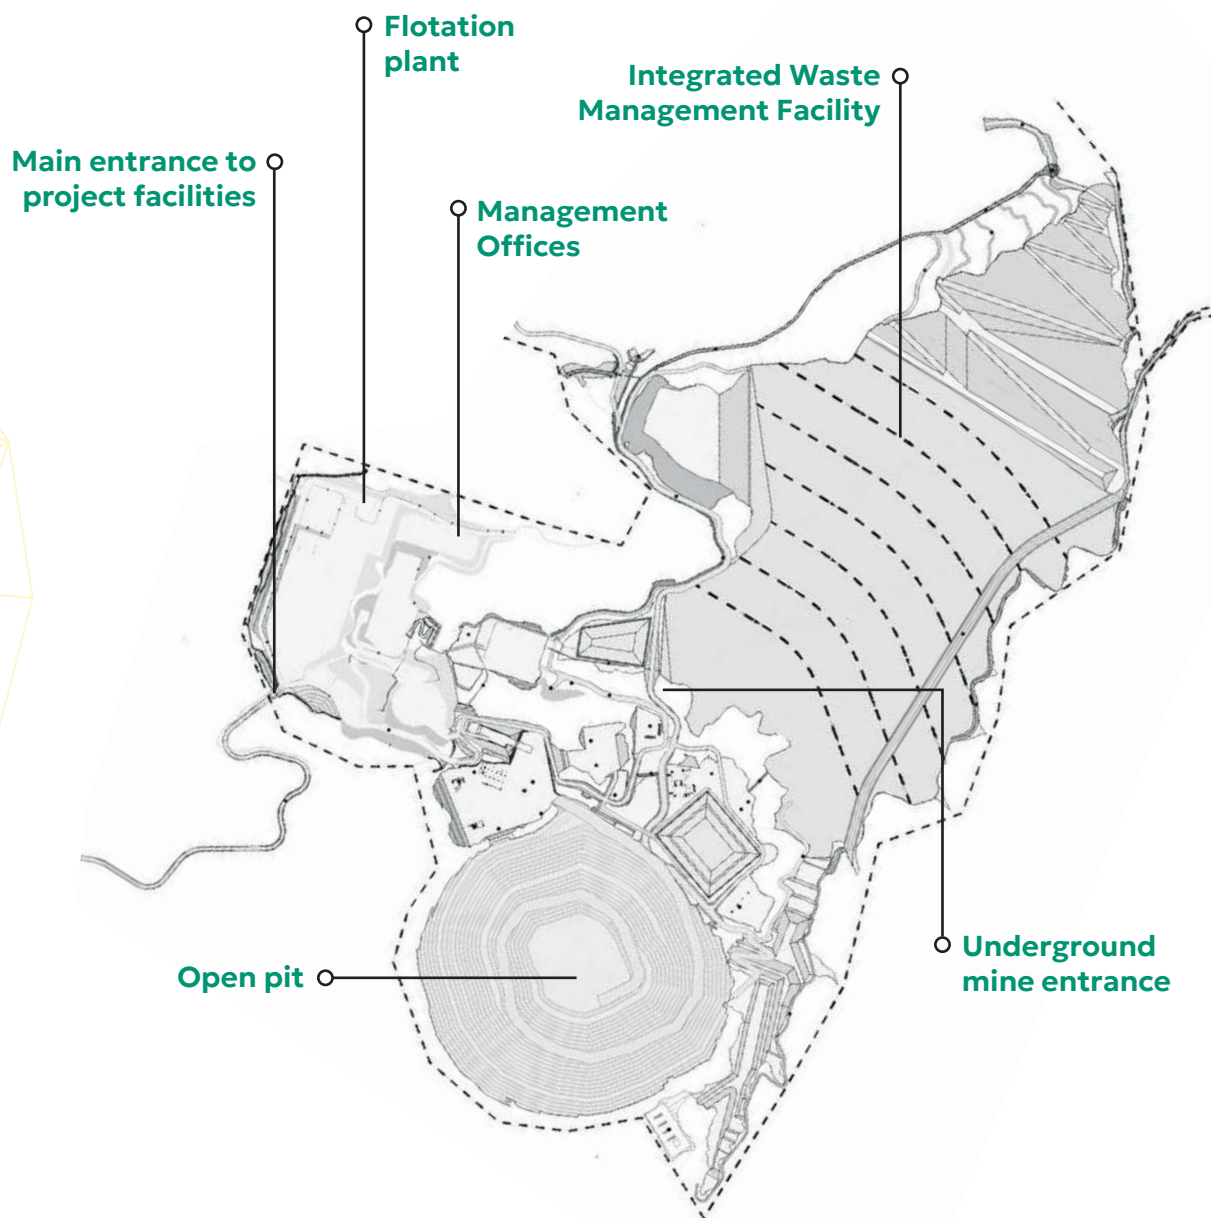 Flotation
plant
Integrated Waste
Management Facility
Main entrance to
project facilities
Management
Offices
Open pit
Underground
mine entrance